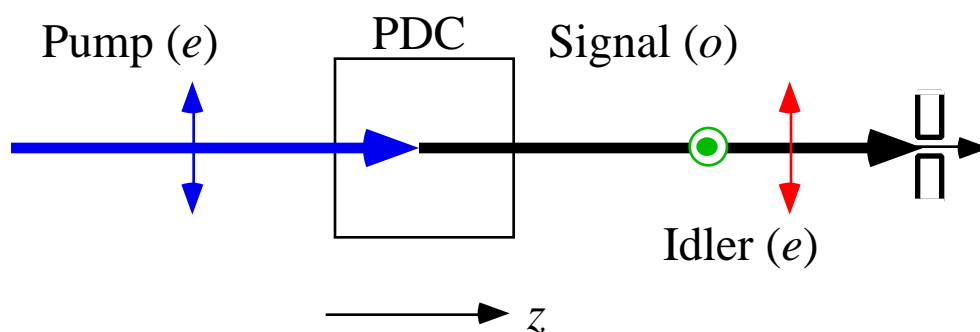 Pump (e)
PDC
Signal (o)
Idler (e)
z